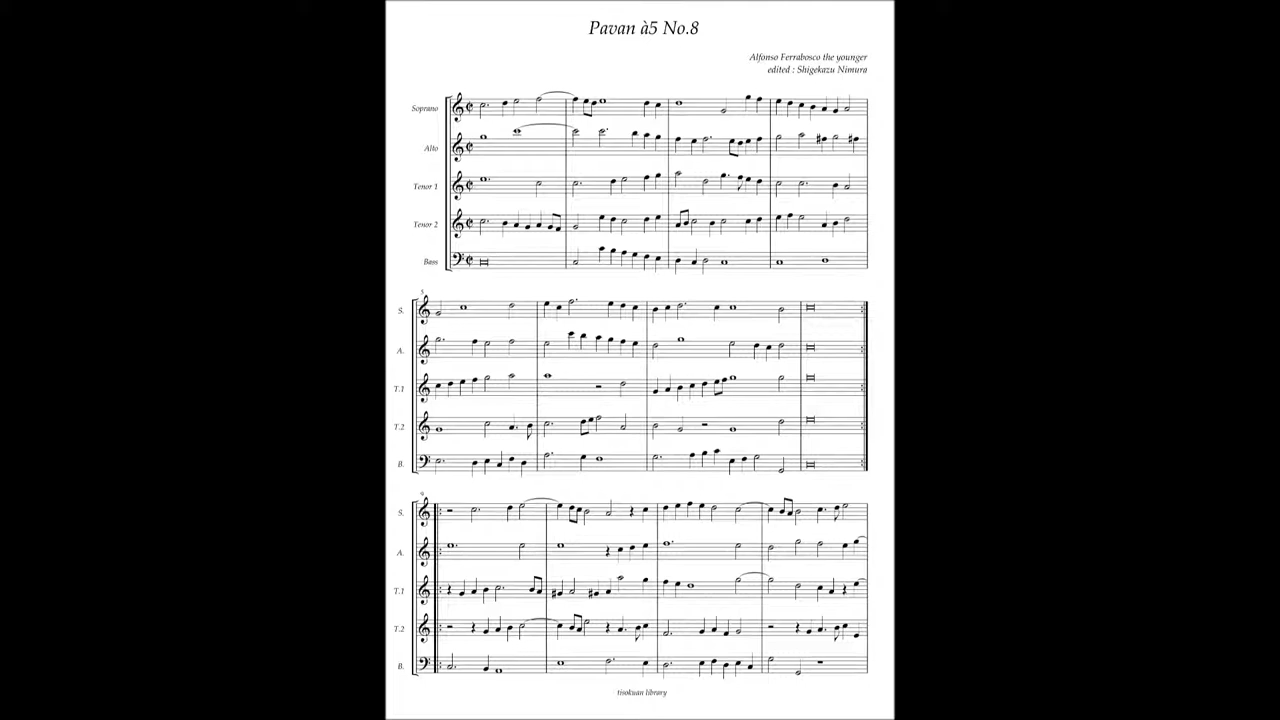 Pavan à5 No.8
Alfonso Ferrabosco the younger
edited : Shigekazu Nimura
Soprano
Alto
Tenor 1
Tenor 2
Bass
5
S.
A.
T.1
T.2
B.
9
S.
A.
T.1
T.2
B.
tisokuan library